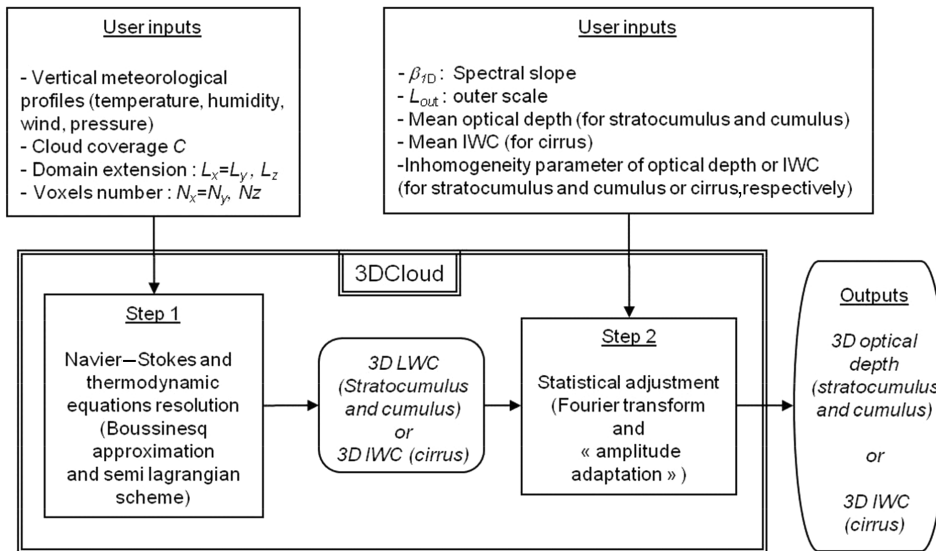 User inputs
- Vertical meteorological
profiles (temperature, humidity,
wind, pressure)
- Cloud coverage C
- Domain extension : Lx=Ly, Lz
- Voxels number : Nx=Ny, Nz
User inputs
- β1D : Spectral slope
- Lout : outer scale
- Mean optical depth (for stratocumulus and cumulus)
- Mean IWC (for cirrus)
-Inhomogeneity parameter of optical depth or IWC
(for stratocumulus and cumulus or cirrus,respectively)
3DCloud
Step 1
Navier—Stokes and
thermodynamic
equations resolution
(Boussinesq
approximation
and semi lagrangian
scheme)
3D LWC
(Stratocumulus
and cumulus)
or
3D IWC (cirrus)
Step 2
Statistical adjustment
(Fourier transform
and
« amplitude
adaptation »)
Outputs
3D optical
depth
(stratocumulus
and cumulus)
or
3D IWC
(cirrus)